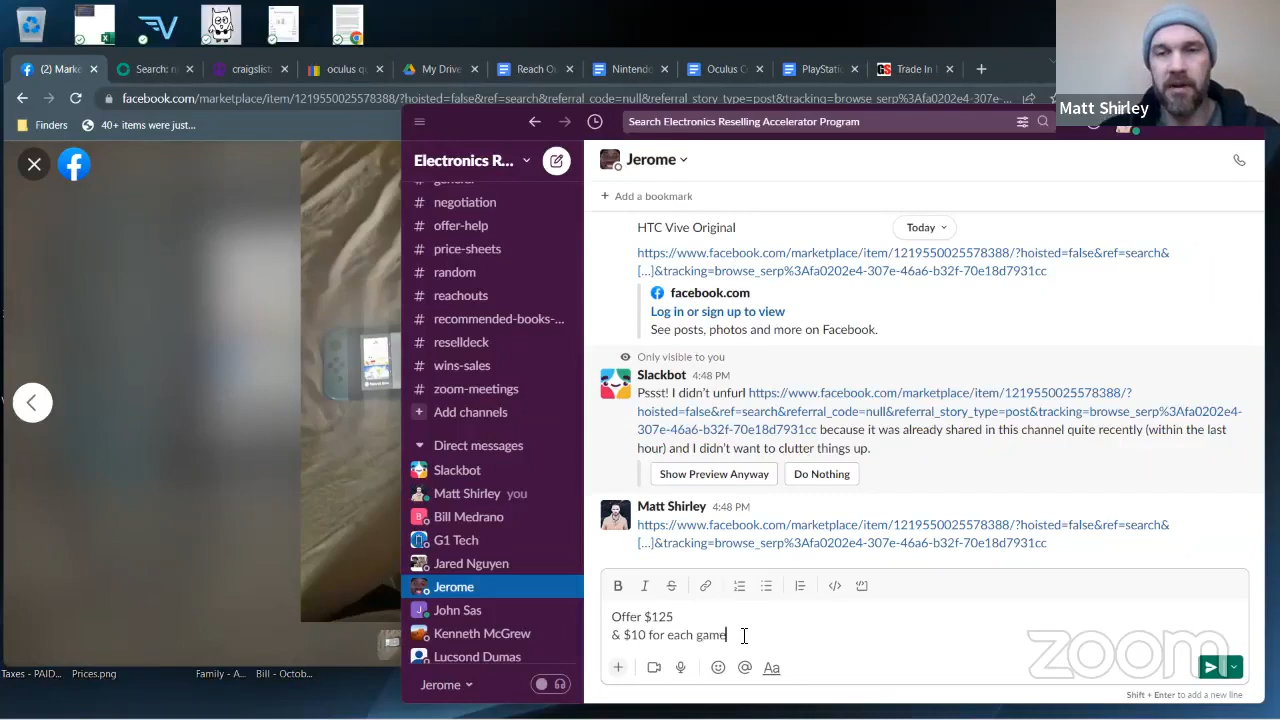 (2) Marke
Search: n
craigslist:
oculus q
My Drive
Reach Ou
Nintendo
Oculus C
PlayStatic
Trade In
facebook.com/marketplace/item/1219550025578388/?hoisted=false&ref=search&referral_code=null&referral_story_type=post&tracking=browse_serp%3Afa0202e4-307e-46a6-b32f-70e18d7931cc...
Matt Shirley
Finders
40+ items were just...
Search Electronics Reselling Accelerator Program
Electronics R...
Jerome
Add a bookmark
general
negotiation
offer-help
price-sheets
random
reachouts
recommended-books-...
reselldeck
wins-sales
zoom-meetings
Add channels
Direct messages
Slackbot
Matt Shirley you
Bill Medrano
G1 Tech
Jared Nguyen
Jerome
John Sas
Kenneth McGrew
Lucsond Dumas
Jerome
HTC Vive Original
Today
https://www.facebook.com/marketplace/item/1219550025578388/?hoisted=false&ref=search&
[…]&tracking=browse_serp%3Afa0202e4-307e-46a6-b32f-70e18d7931cc
facebook.com
Log in or sign up to view
See posts, photos and more on Facebook.
Only visible to you
Slackbot 4:48 PM
Pssst! I didn't unfurl https://www.facebook.com/marketplace/item/1219550025578388/?
hoisted=false&ref=search&referral_code=null&referral_story_type=post&tracking=browse_serp%3Afa0202e4-
307e-46a6-b32f-70e18d7931cc because it was already shared in this channel quite recently (within the last
hour) and I didn't want to clutter things up.
Show Preview Anyway
Do Nothing
Matt Shirley 4:48 PM
https://www.facebook.com/marketplace/item/1219550025578388/?hoisted=false&ref=search&
[…]&tracking=browse_serp%3Afa0202e4-307e-46a6-b32f-70e18d7931cc
Offer $125
& $10 for each game
Aa
zoom
Shift + Enter to add a new line
Taxes - PAID...
Prices.png
Family - A...
Bill - Octob...